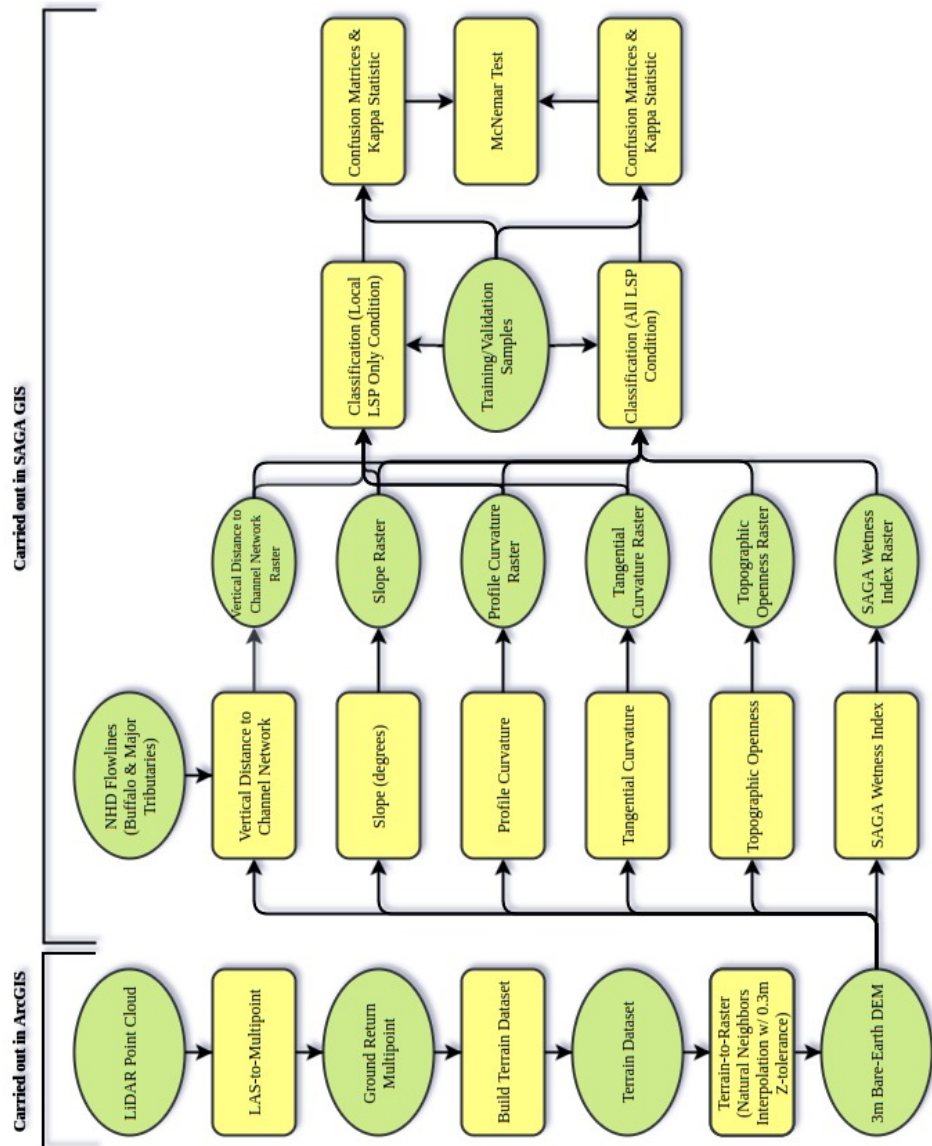 Carried out in ArcGIS
LiDAR Point Cloud
LAS-to-Multipoint
Ground Return
Multipoint
Build Terrain Dataset
Terrain Dataset
Terrain-to-Raster
(Natural Neighbors
Interpolation w/ 0.3m
Z-tolerance)
3m Bare-Earth DEM
Carried out in SAGA GIS
NHD Flowlines
(Buffalo & Major
Tributaries)
Vertical Distance to
Channel Network
Slope (degrees)
Profile Curvature
Tangential Curvature
Topographic Openness
SAGA Wetness Index
Vertical Distance to
Channel Network
Raster
Slope Raster
Profile Curvature
Raster
Tangential
Curvature Raster
Topographic
Openness Raster
SAGA Wetness
Index Raster
Classification (Local
LSP Only Condition)
Training/Validation
Samples
Classification (All LSP
Condition)
Confusion Matrices &
Kappa Statistic
McNemar Test
Confusion Matrices &
Kappa Statistic